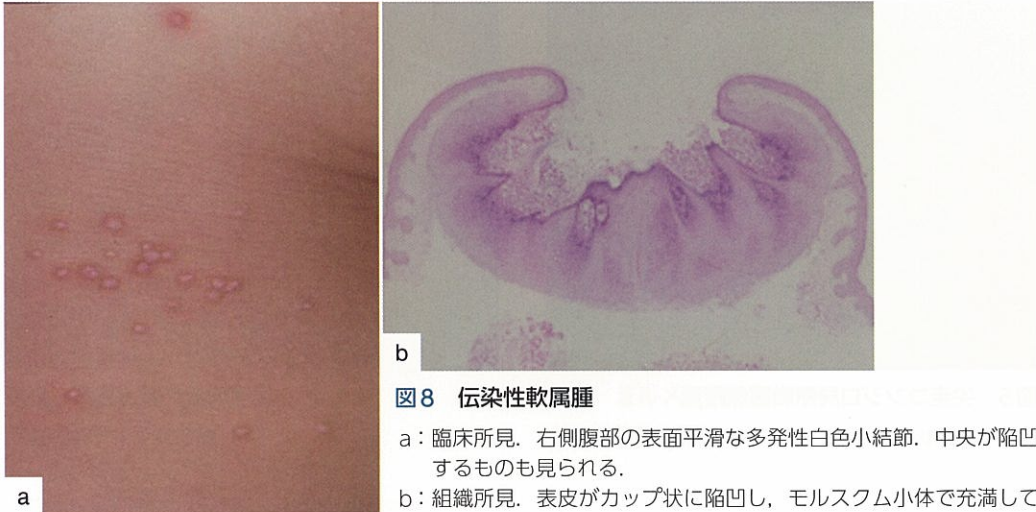 a
b
図8 伝染性軟属腫
a：臨床所見．右側腹部の表面平滑な多発性白色小結節．中央が陥凹
するものも見られる．
b：組織所見．表皮がカップ状に陥凹し，モルスクム小体で充満して